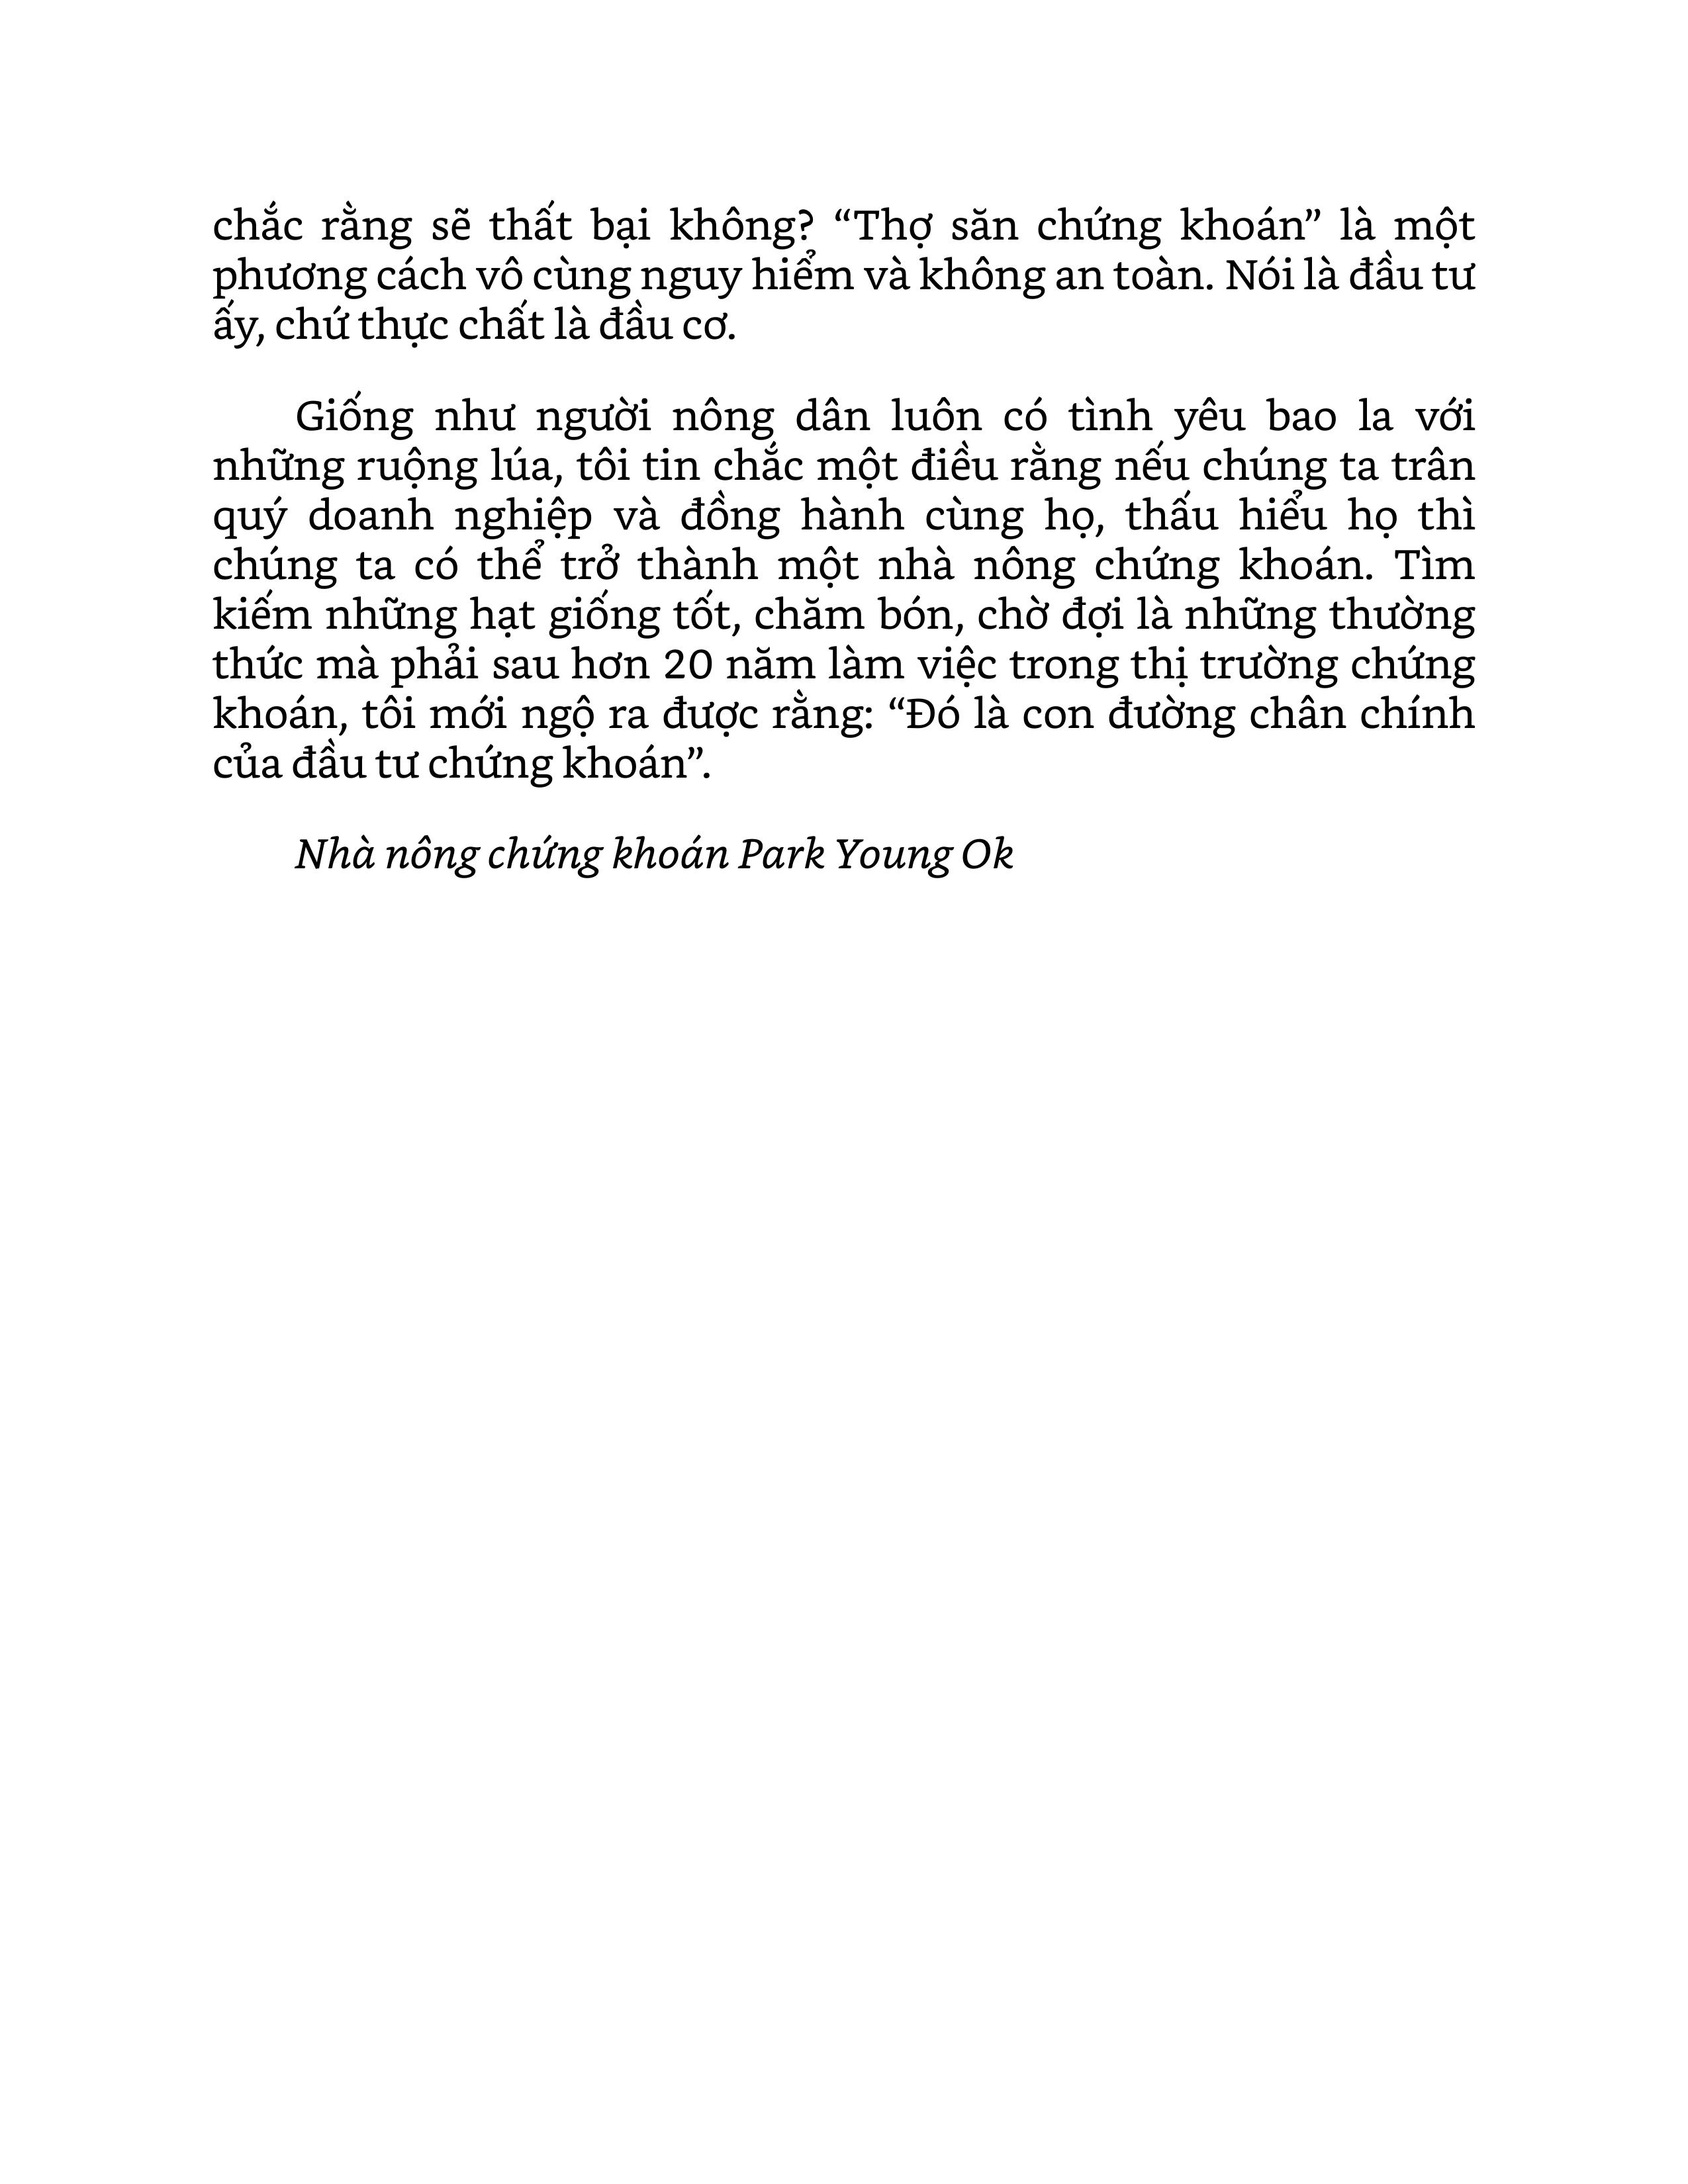 chắc rằng sẽ thất bại không? “Thợ săn chứng khoán” là một
phương cách vô cùng nguy hiểm và không an toàn. Nói là đầu tư
ấy, chứ thực chất là đầu cơ.
Giống như người nông dân luôn có tình yêu bao la với
những ruộng lúa, tôi tin chắc một điều rằng nếu chúng ta trân
quý doanh nghiệp và đồng hành cùng họ, thấu hiểu họ thì
chúng ta có thể trở thành một nhà nông chứng khoán. Tìm
kiếm những hạt giống tốt, chăm bón, chờ đợi là những thường
thức mà phải sau hơn 20 năm làm việc trong thị trường chứng
khoán, tôi mới ngộ ra được rằng: “Đó là con đường chân chính
của đầu tư chứng khoán”.
Nhà nông chứng khoán Park Young Ok